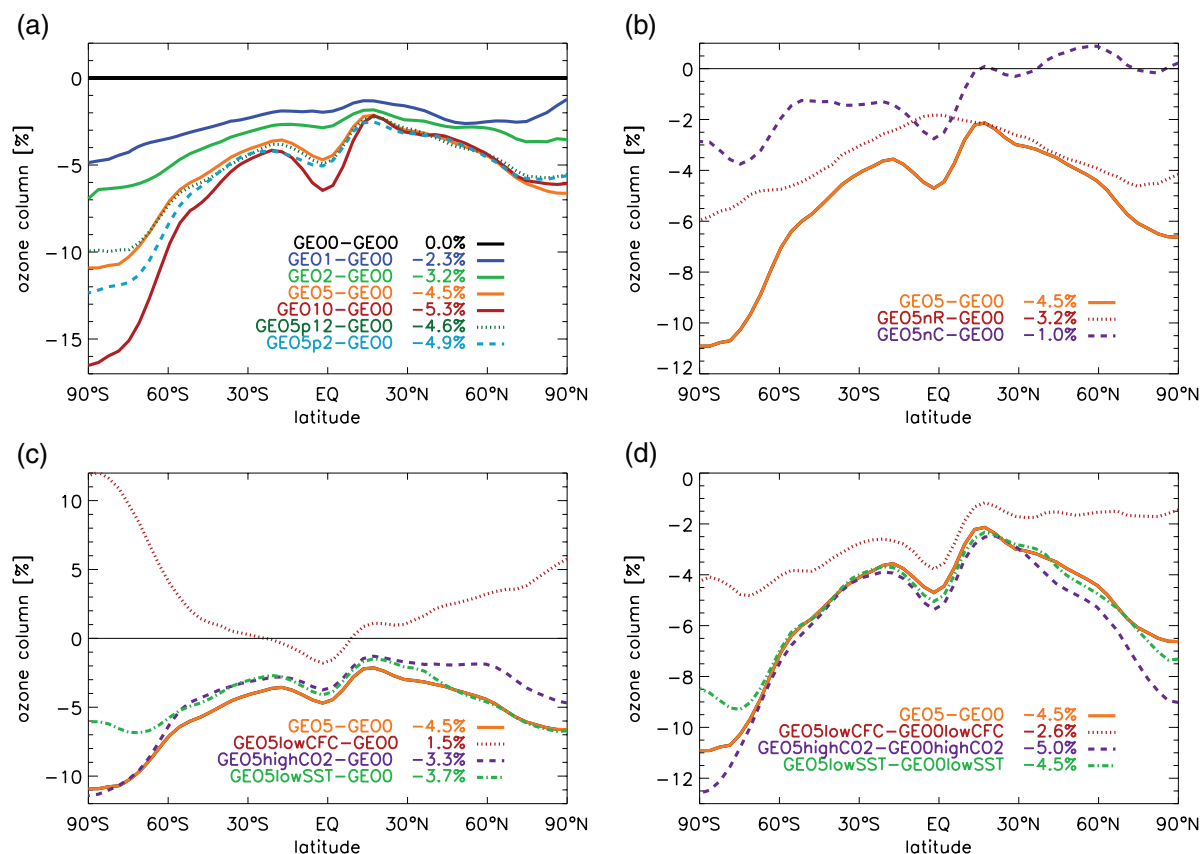 (a)
ozone column [%]
0
−5
−10
−15
GEO0−GEO0 0.0%
GEO1−GEO0 −2.3%
GEO2−GEO0 −3.2%
GEO5−GEO0 −4.5%
GEO10−GEO0 −5.3%
GEO5p12−GEO0 −4.6%
GEO5p2−GEO0 −4.9%
90°S 60°S 30°S EQ 30°N 60°N 90°N
latitude
(b)
ozone column [%]
0
−2
−4
−6
−8
−10
−12
GEO5−GEO0 −4.5%
GEO5nR−GEO0 −3.2%
GEO5nC−GEO0 −1.0%
90°S 60°S 30°S EQ 30°N 60°N 90°N
latitude
(c)
ozone column [%]
10
5
0
−5
−10
GEO5−GEO0 −4.5%
GEO5lowCFC−GEO0 1.5%
GEO5highCO2−GEO0 −3.3%
GEO5lowSST−GEO0 −3.7%
90°S 60°S 30°S EQ 30°N 60°N 90°N
latitude
(d)
ozone column [%]
0
−2
−4
−6
−8
−10
−12
GEO5−GEO0 −4.5%
GEO5lowCFC−GEO0lowCFC −2.6%
GEO5highCO2−GEO0highCO2 −5.0%
GEO5lowSST−GEO0lowSST −4.5%
90°S 60°S 30°S EQ 30°N 60°N 90°N
latitude